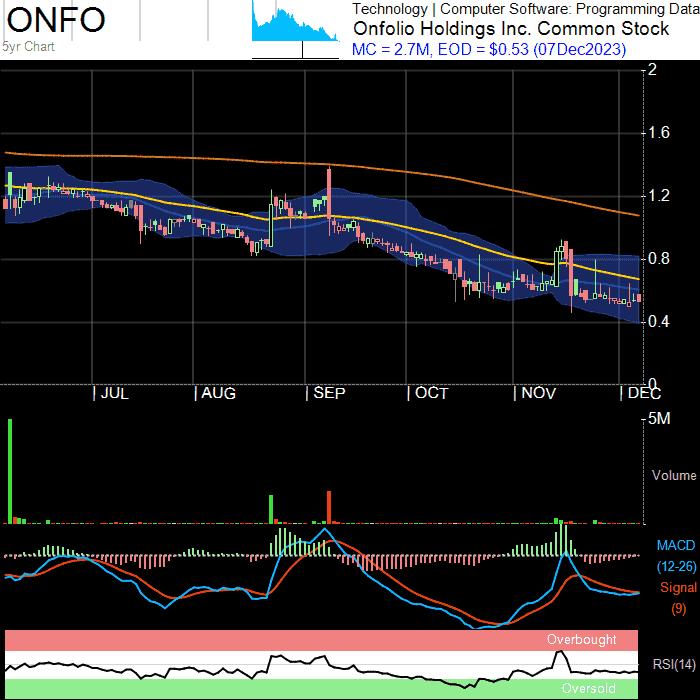 ONFO
5yr Chart
Technology | Computer Software: Programming Data
Onfolio Holdings Inc. Common Stock
MC = 2.7M, EOD = $0.53 (07Dec2023)
2
1.6
1.2
0.8
0.4
0
JUL AUG SEP OCT NOV DEC
5M
Volume
MACD
(12-26)
Signal
(9)
Overbought
RSI(14)
Oversold